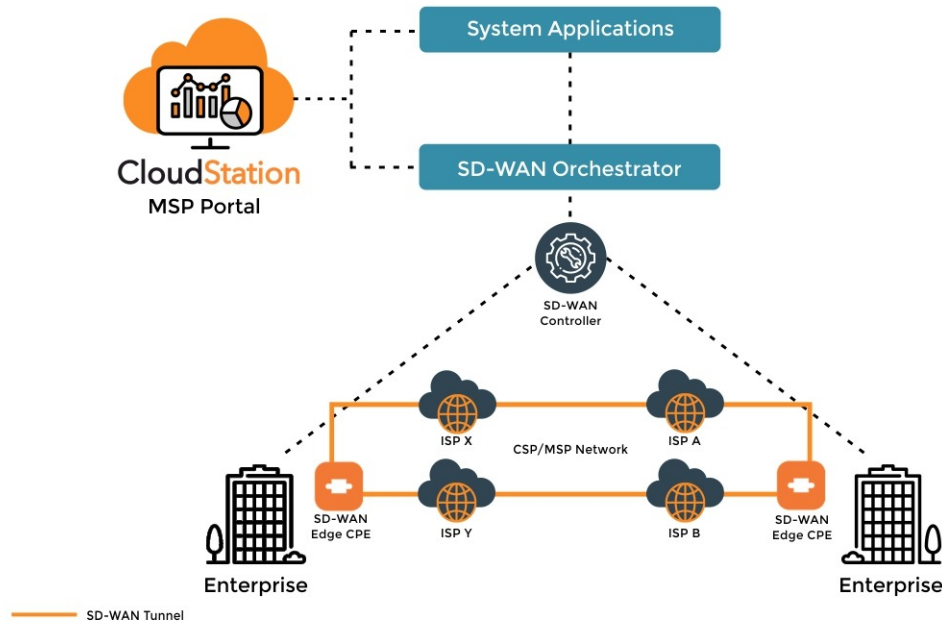 System Applications
CloudStation
MSP Portal
SD-WAN Orchestrator
SD-WAN
Controller
ISP X
ISP A
CSP/MSP Network
SD-WAN
Edge CPE
ISP Y
ISP B
SD-WAN
Edge CPE
Enterprise
Enterprise
SD-WAN Tunnel